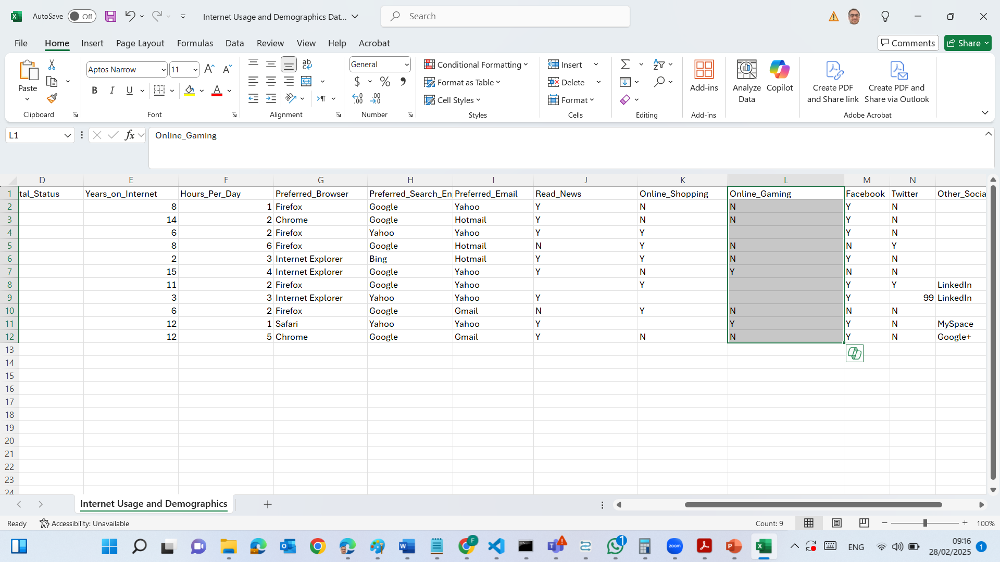 AutoSave Off Internet Usage and Demographics Dat... Search
File Home Insert Page Layout Formulas Data Review View Help Acrobat Comments Share
Paste Clipboard
Aptos Narrow 11 B I U A Font
ab Alignment
General $ % Number
Conditional Formatting
Format as Table
Cell Styles
Styles
Insert
Delete
Format
Cells
Editing
Add-ins
Add-ins
Analyze Data Copilot
Create PDF and Share link Create PDF and Share via Outlook
Adobe Acrobat
L1 fx Online_Gaming
D E F G H I J K L M N
1 tal_Status Years_on_Internet Hours_Per_Day Preferred_Browser Preferred_Search_En Preferred_Email Read_News Online_Shopping Online_Gaming Facebook Twitter Other_Socia
2 8 1 Firefox Google Yahoo Y N N Y N
3 14 2 Chrome Google Hotmail Y N N Y N
4 6 2 Firefox Yahoo Yahoo Y Y Y N
5 8 6 Firefox Google Hotmail N Y N N Y
6 2 3 Internet Explorer Bing Hotmail Y Y N Y N
7 15 4 Internet Explorer Google Yahoo Y N Y N N
8 11 2 Firefox Google Yahoo Y Y Y LinkedIn
9 3 3 Internet Explorer Yahoo Yahoo Y Y 99 LinkedIn
10 6 2 Firefox Google Gmail N Y N N N
11 12 1 Safari Yahoo Yahoo Y Y Y N MySpace
12 12 5 Chrome Google Gmail Y N N Y N Google+
13
14
15
16
17
18
19
20
21
22
23
24
Internet Usage and Demographics
Ready Accessibility: Unavailable Count: 9 100%
ENG 09:16
28/02/2025 1